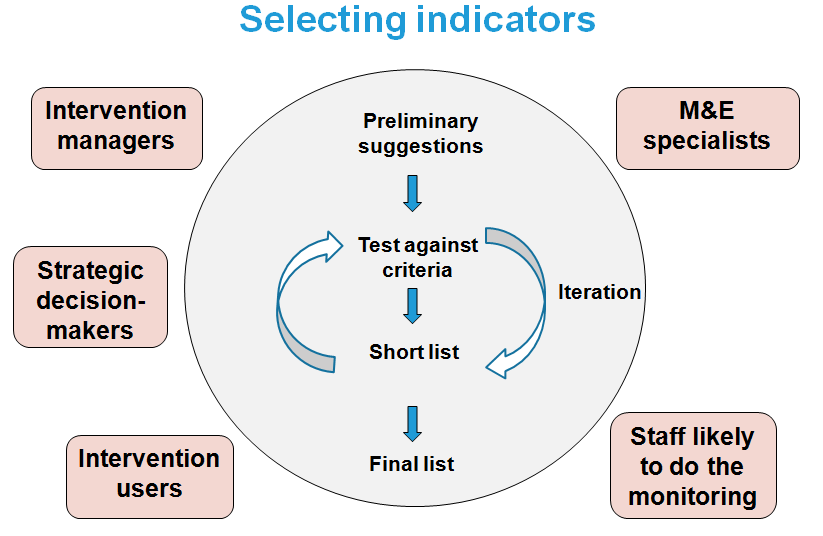 Selecting indicators
Intervention
managers
M&E
specialists
Preliminary
suggestions
Test against
criteria
Strategic
decision-
makers
Iteration
Short list
Intervention
users
Final list
Staff likely
to do the
monitoring